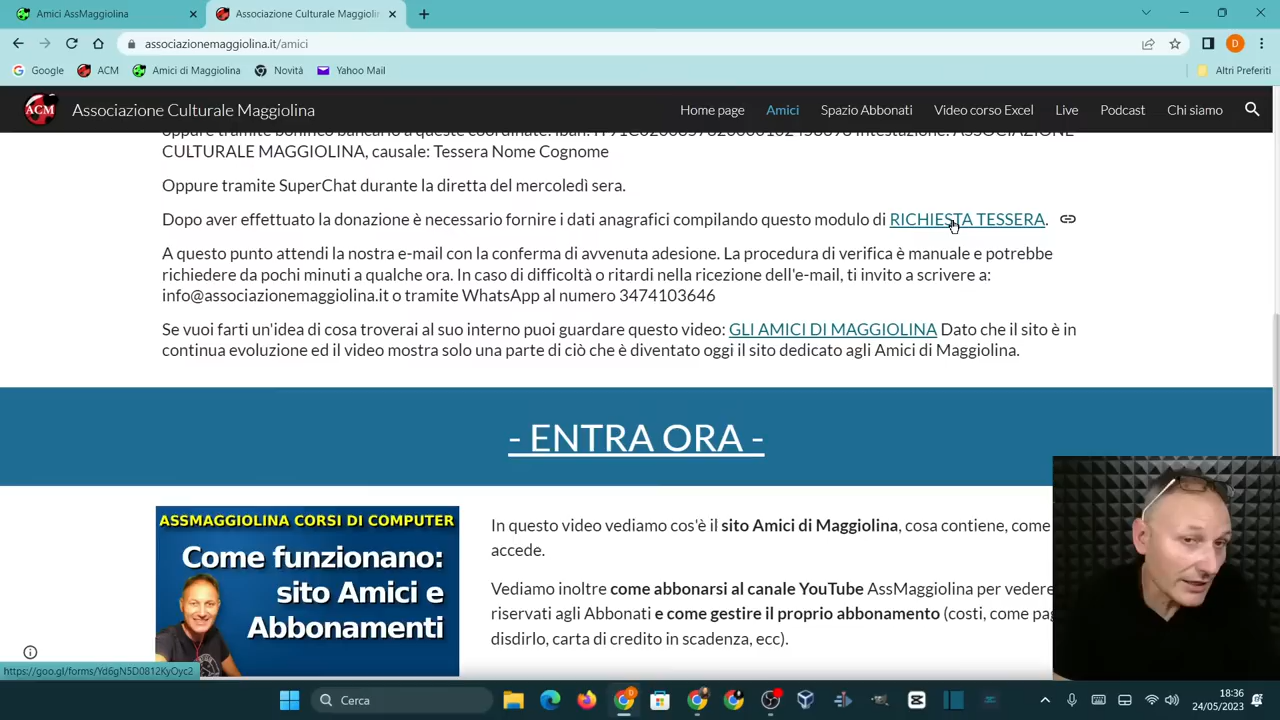 Amici AssMaggiolina
Associazione Culturale Maggiolin
associazionemaggiolina.it/amici
D
Google
ACM
Amici di Maggiolina
Novità
Yahoo Mail
Altri Preferiti
ACM
Associazione Culturale Maggiolina
Home page
Amici
Spazio Abbonati
Video corso Excel
Live
Podcast
Chi siamo
CULTURALE MAGGIOLINA, causale: Tessera Nome Cognome
Oppure tramite SuperChat durante la diretta del mercoledì sera.
Dopo aver effettuato la donazione è necessario fornire i dati anagrafici compilando questo modulo di RICHIESTA TESSERA.
A questo punto attendi la nostra e-mail con la conferma di avvenuta adesione. La procedura di verifica è manuale e potrebbe
richiedere da pochi minuti a qualche ora. In caso di difficoltà o ritardi nella ricezione dell'e-mail, ti invito a scrivere a:
info@associazionemaggiolina.it o tramite WhatsApp al numero 3474103646
Se vuoi farti un'idea di cosa troverai al suo interno puoi guardare questo video: GLI AMICI DI MAGGIOLINA Dato che il sito è in
continua evoluzione ed il video mostra solo una parte di ciò che è diventato oggi il sito dedicato agli Amici di Maggiolina.
- ENTRA ORA -
ASSMAGGIOLINA CORSI DI COMPUTER
Come funzionano:
sito Amici e
Abbonamenti
In questo video vediamo cos'è il sito Amici di Maggiolina, cosa contiene, come
accede.
Vediamo inoltre come abbonarsi al canale YouTube AssMaggiolina per vedere
riservati agli Abbonati e come gestire il proprio abbonamento (costi, come pag
disdirlo, carta di credito in scadenza, ecc).
https://goo.gl/forms/Yd6gN5D0812KyOyc2
Cerca
18:36
24/05/2023